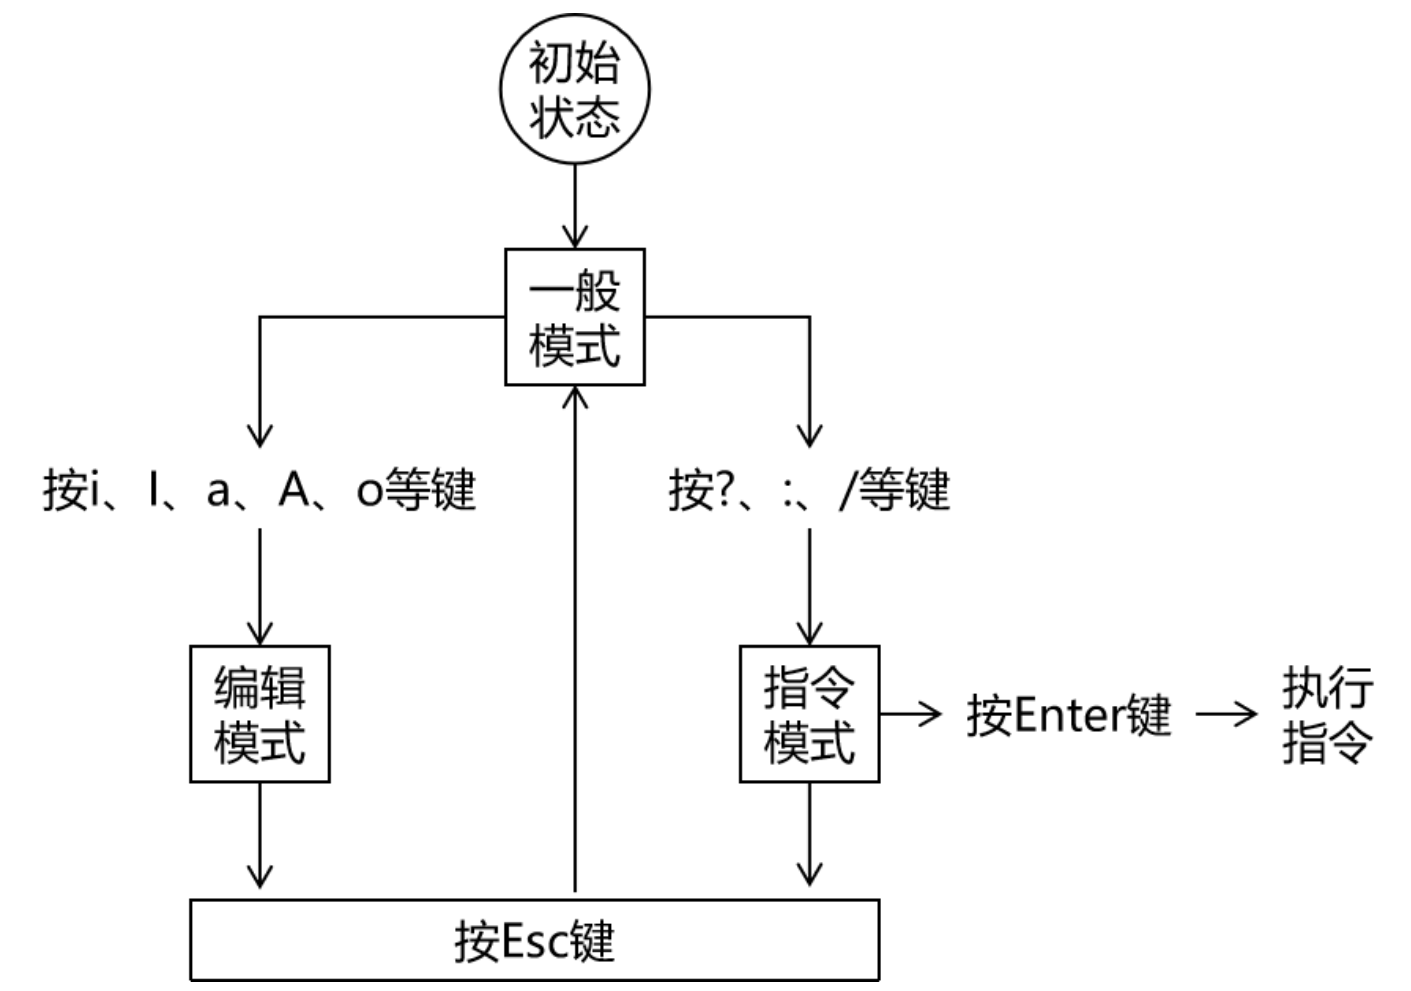 初始
状态
一般
模式
按i、I、a、A、o等键
按?、:、/等键
编辑
模式
指令
模式
按Enter键
执行
指令
按Esc键